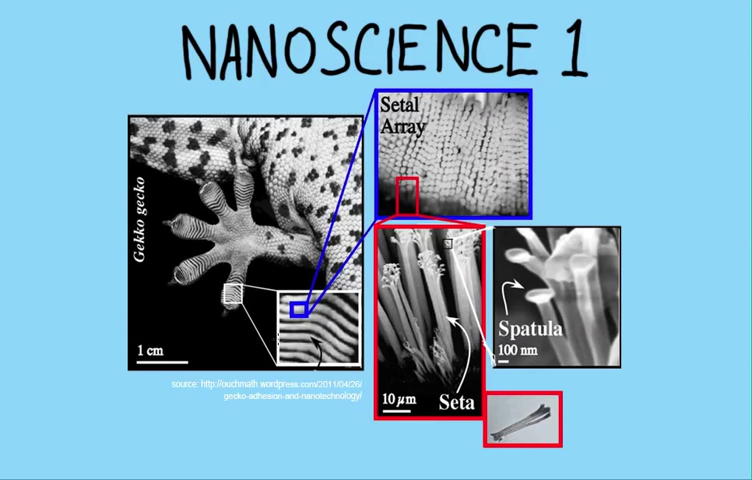 NANOSCIENCE 1
Setal
Array
Gekko gecko
1 cm
source: http://ouchmath.wordpress.com/2011/04/26/
gecko-adhesion-and-nanotechnology/
10 µm
Seta
Spatula
100 nm